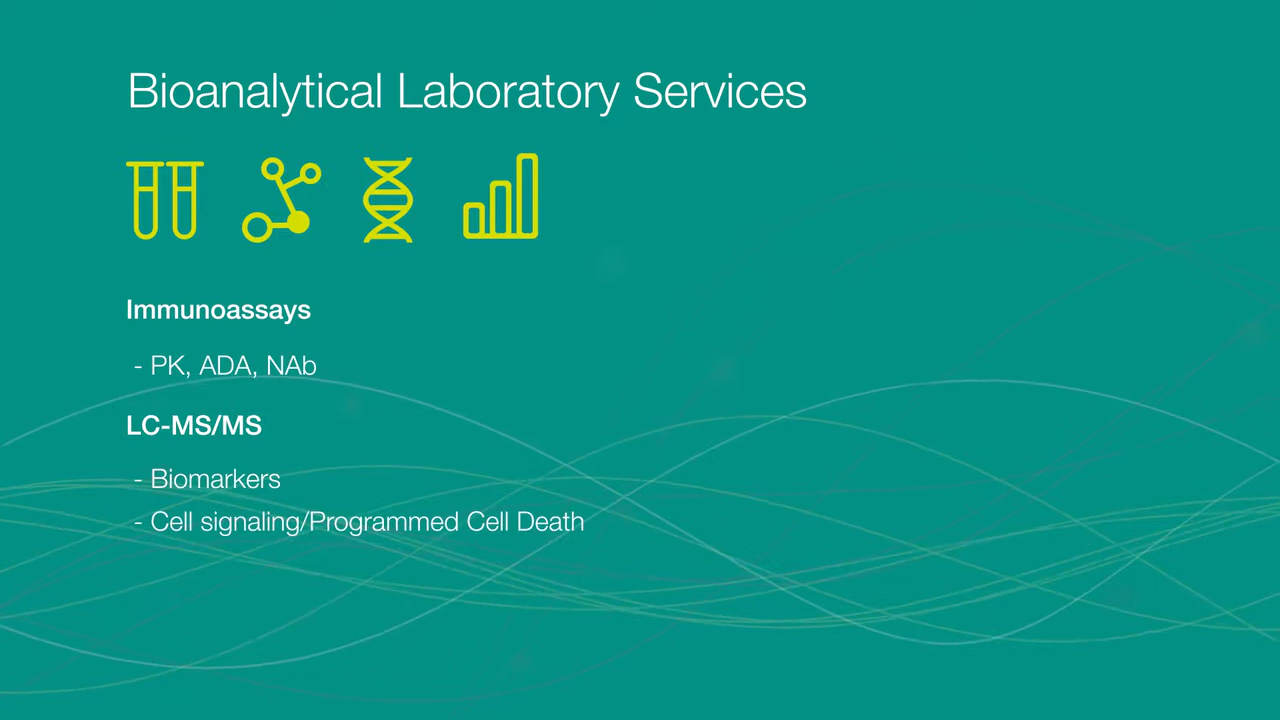 Bioanalytical Laboratory Services
Immunoassays
- PK, ADA, NAb
LC-MS/MS
- Biomarkers
- Cell signaling/Programmed Cell Death